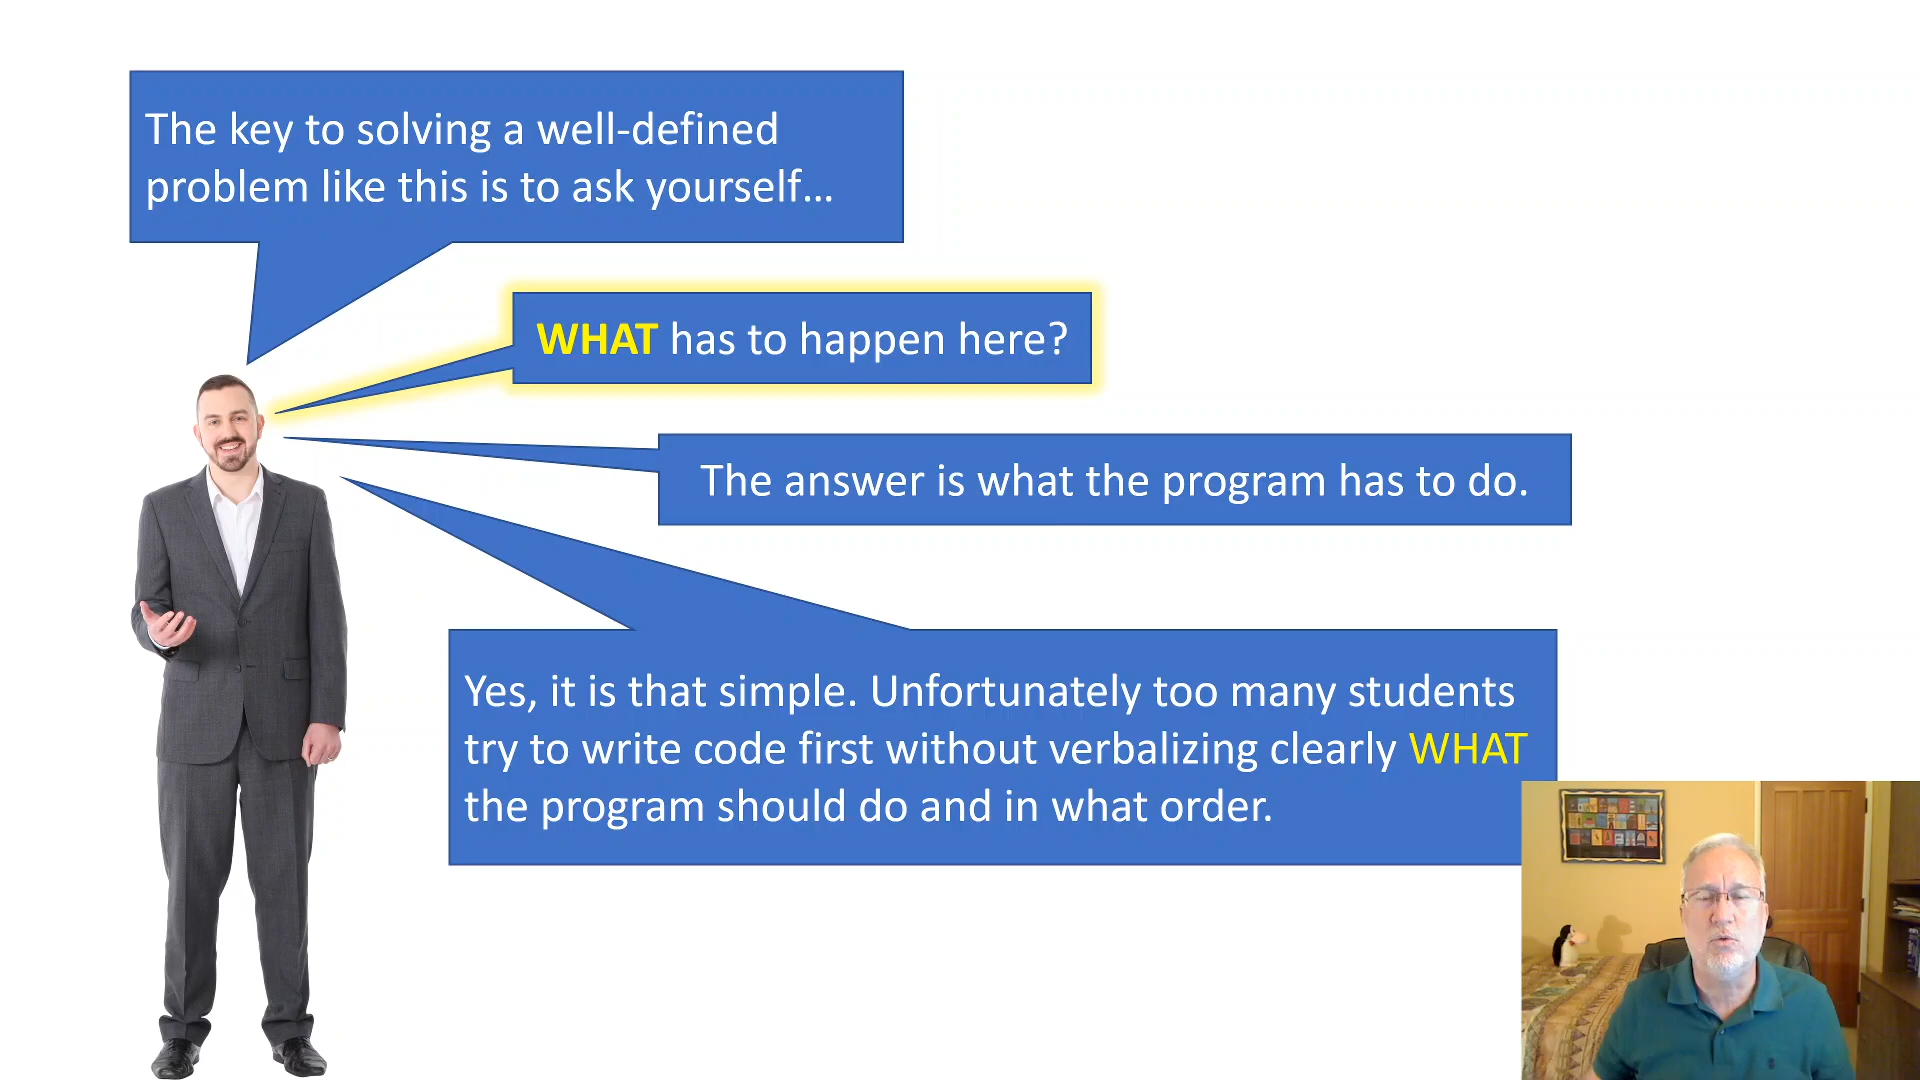 The key to solving a well-defined
problem like this is to ask yourself…
WHAT has to happen here?
The answer is what the program has to do.
Yes, it is that simple. Unfortunately too many students
try to write code first without verbalizing clearly WHAT
the program should do and in what order.